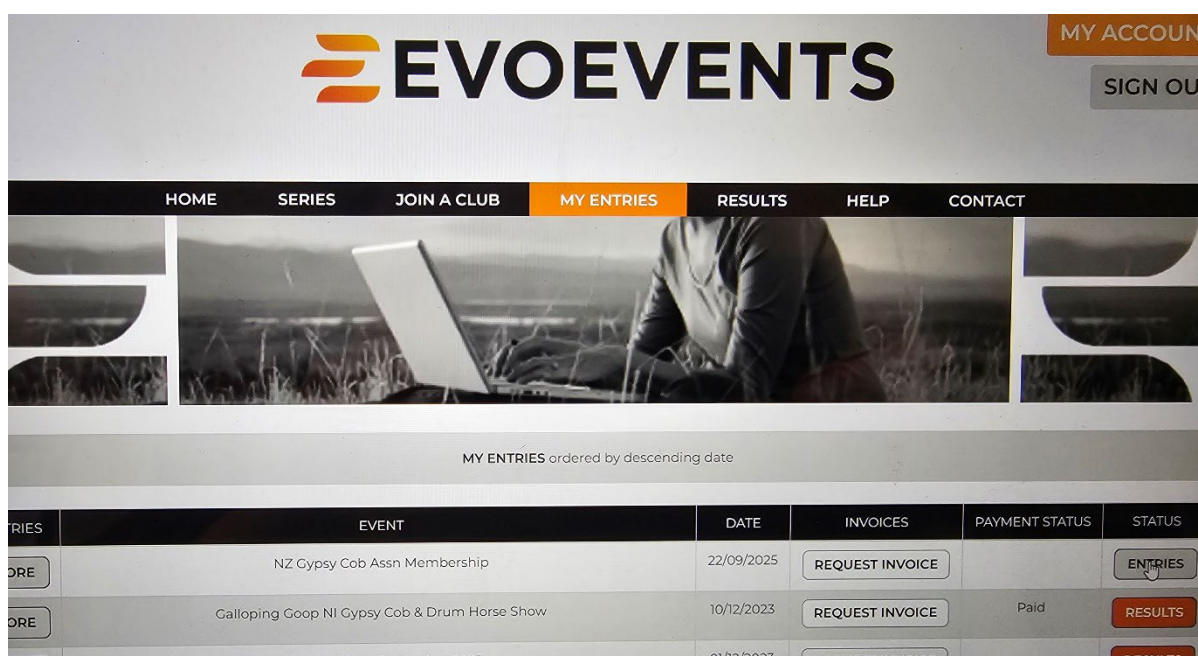 MY ACCOUN
EVOEVENTS
SIGN OU
HOME SERIES JOIN A CLUB MY ENTRIES RESULTS HELP CONTACT
MY ENTRIES ordered by descending date
TRIES EVENT DATE INVOICES PAYMENT STATUS STATUS
ORE NZ Gypsy Cob Assn Membership 22/09/2025 REQUEST INVOICE ENTRIES
ORE Galloping Goop NI Gypsy Cob & Drum Horse Show 10/12/2023 REQUEST INVOICE Paid RESULTS